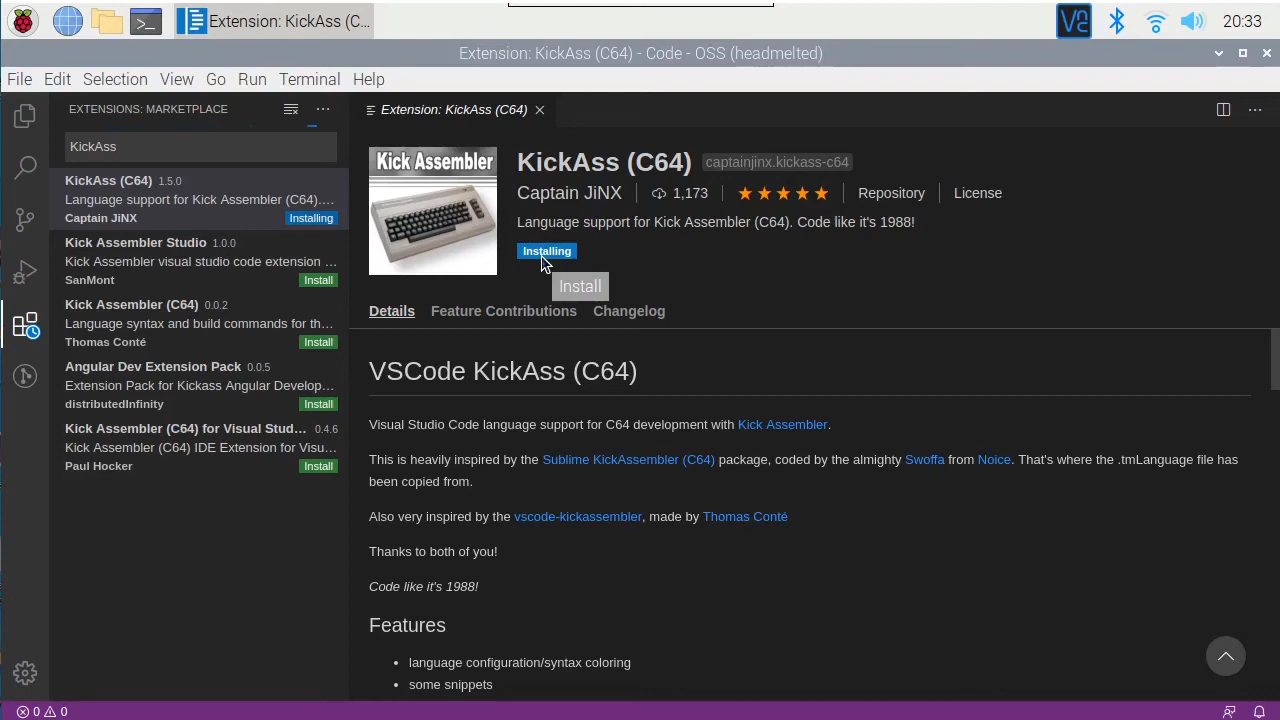 Extension: KickAss (C...
20:33
Extension: KickAss (C64) - Code - OSS (headmelted)
File Edit Selection View Go Run Terminal Help
EXTENSIONS: MARKETPLACE
KickAss
KickAss (C64) 1.5.0
Language support for Kick Assembler (C64)....
Captain JiNX Installing
Kick Assembler Studio 1.0.0
Kick Assembler visual studio code extension ...
SanMont Install
Kick Assembler (C64) 0.0.2
Language syntax and build commands for th...
Thomas Conté Install
Angular Dev Extension Pack 0.0.5
Extension Pack for Kickass Angular Develop...
distributedInfinity Install
Kick Assembler (C64) for Visual Stud... 0.4.6
Kick Assembler (C64) IDE Extension for Visu...
Paul Hocker Install
Extension: KickAss (C64)
Kick Assembler
KickAss (C64) captainjinx.kickass-c64
Captain JiNX 1,173 Repository License
Language support for Kick Assembler (C64). Code like it's 1988!
Installing
Install
Details Feature Contributions Changelog
VSCode KickAss (C64)
Visual Studio Code language support for C64 development with Kick Assembler.
This is heavily inspired by the Sublime KickAssembler (C64) package, coded by the almighty Swoffa from Noice. That's where the .tmLanguage file has
been copied from.
Also very inspired by the vscode-kickassembler, made by Thomas Conté
Thanks to both of you!
Code like it's 1988!
Features
• language configuration/syntax coloring
• some snippets
0 0